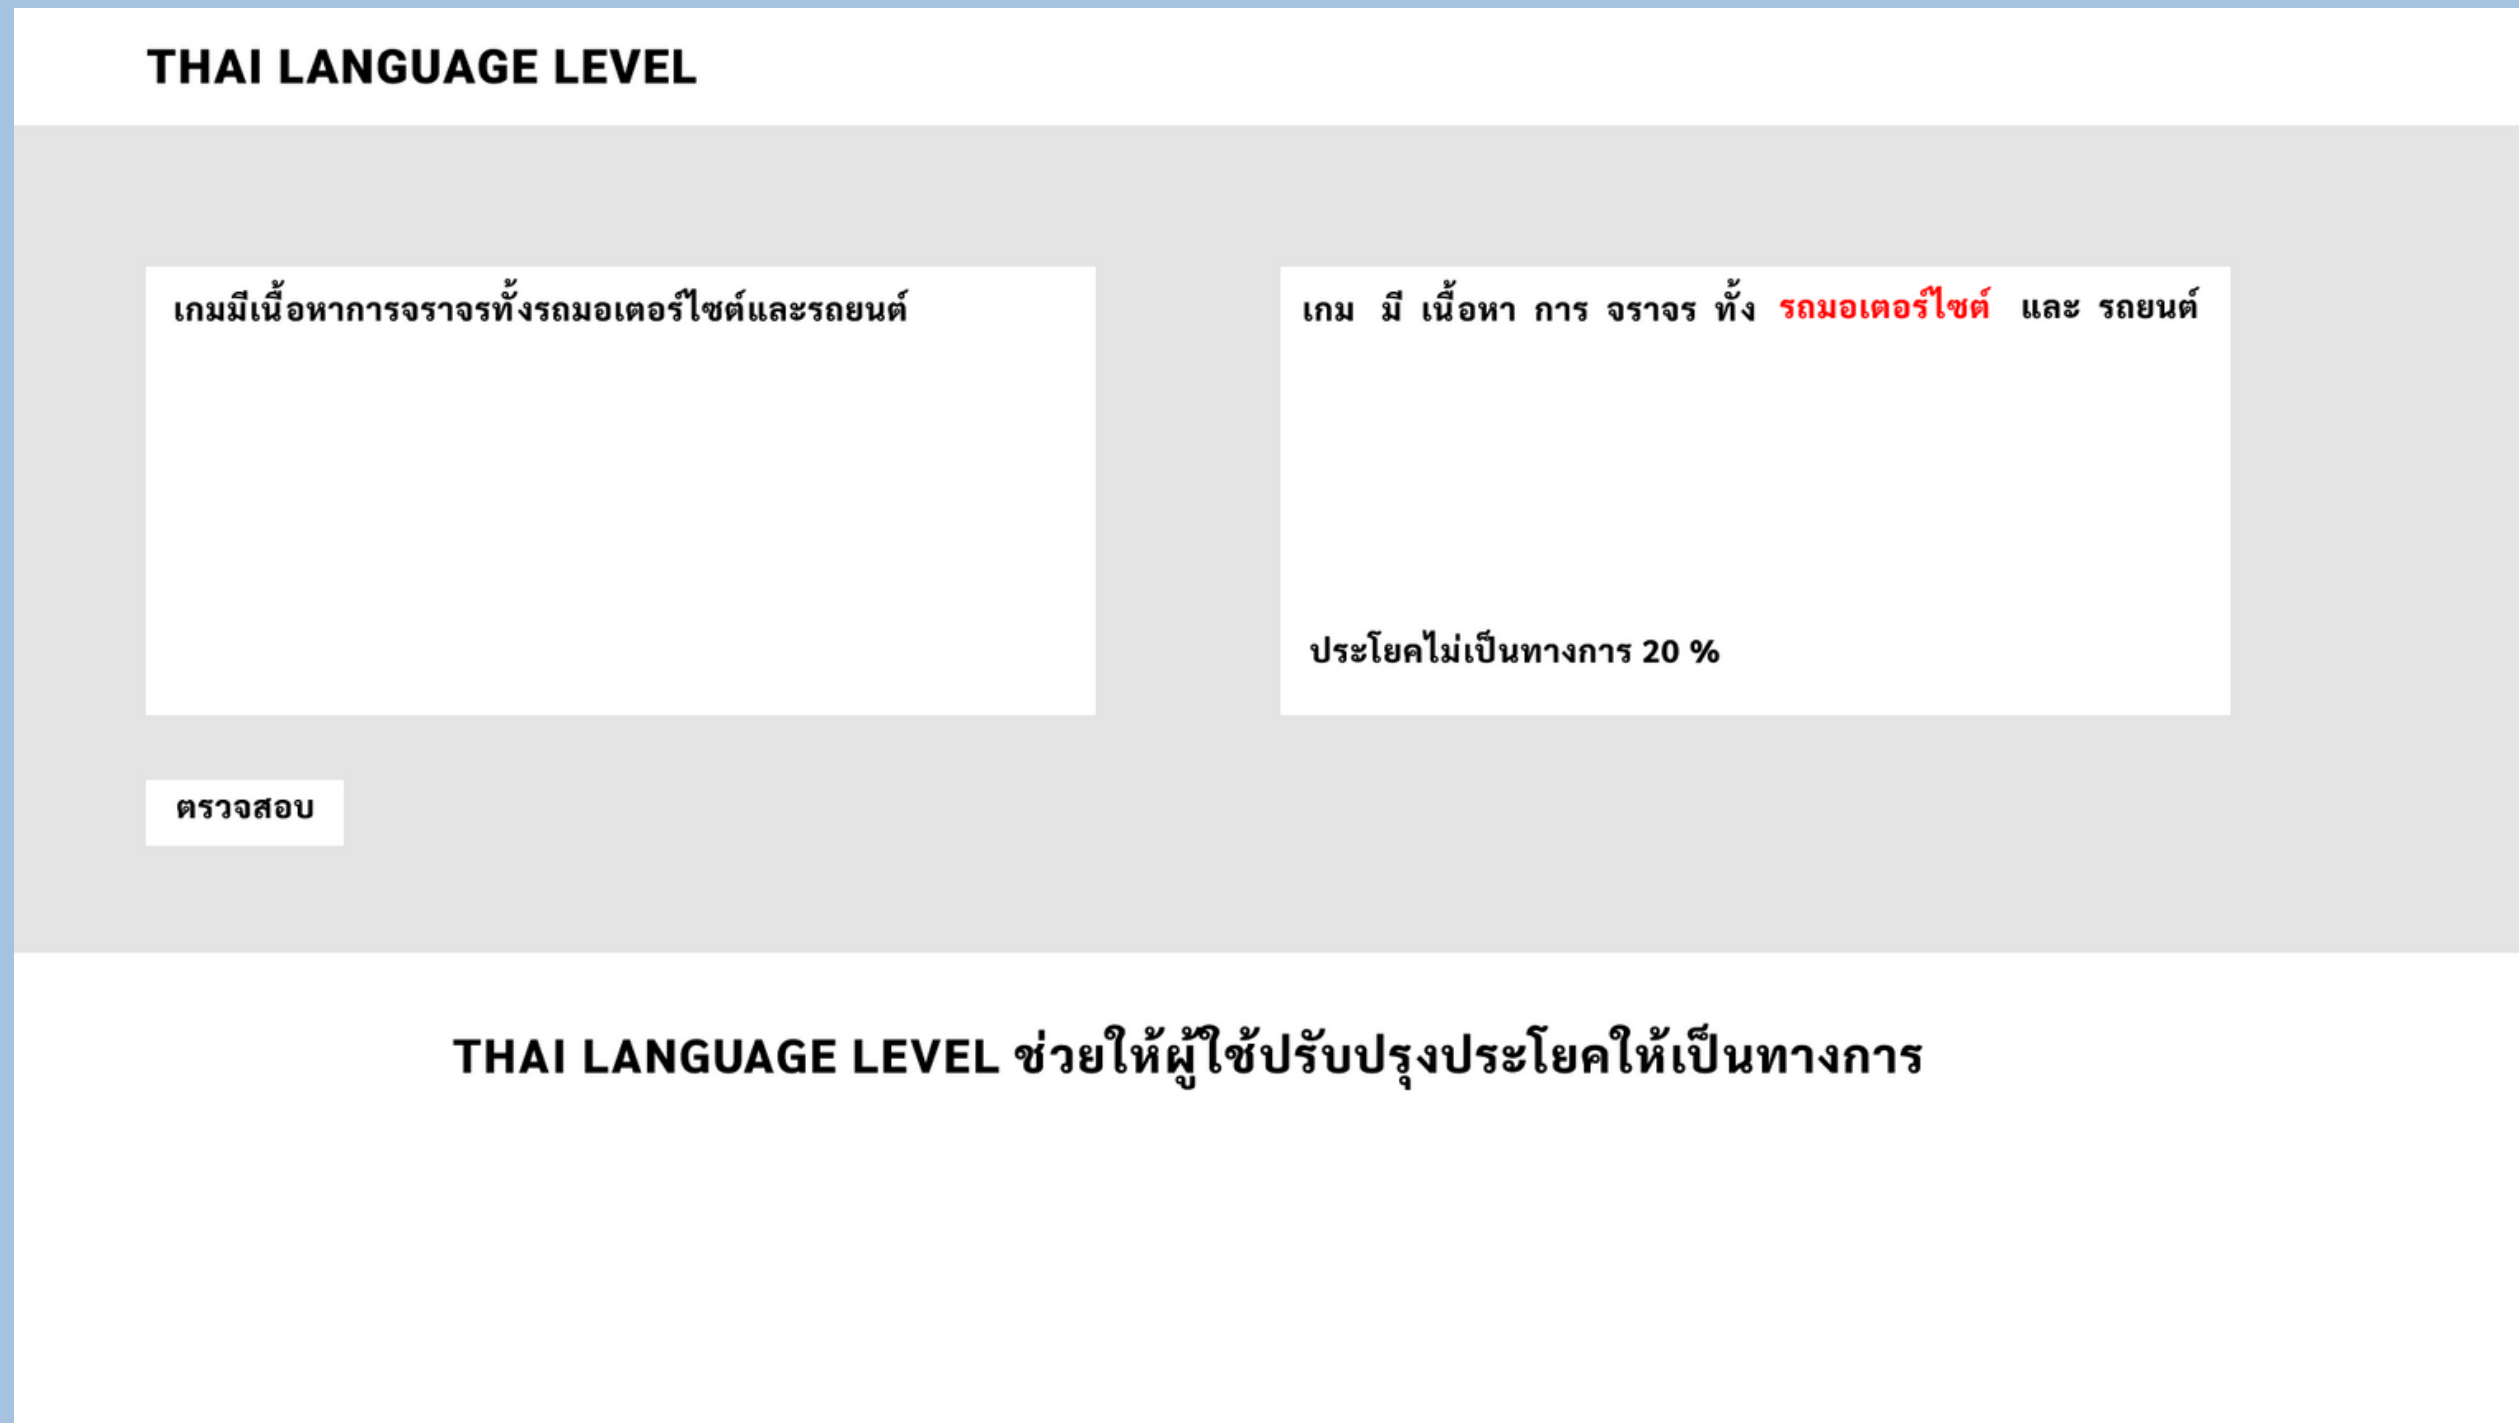 THAI LANGUAGE LEVEL
เกมมีเนื้อหาการจราจรทั้งรถมอเตอร์ไซต์และรถยนต์
เกม มี เนื้อหา การ จราจร ทั้ง รถมอเตอร์ไซต์ และ รถยนต์
ประโยคไม่เป็นทางการ 20 %
ตรวจสอบ
THAI LANGUAGE LEVEL ช่วยให้ผู้ใช้ปรับปรุงประโยคให้เป็นทางการ